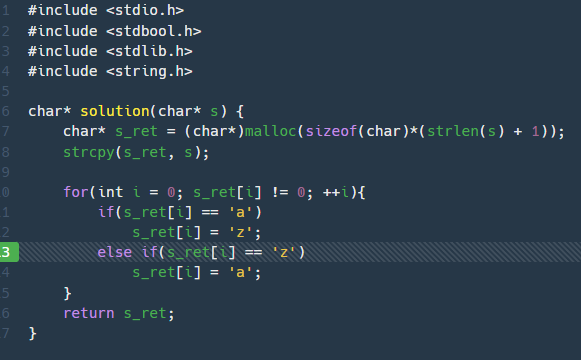 1 #include <stdio.h>
2 #include <stdbool.h>
3 #include <stdlib.h>
4 #include <string.h>
5
6 char* solution(char* s) {
7     char* s_ret = (char*)malloc(sizeof(char)*(strlen(s) + 1));
8     strcpy(s_ret, s);
9
0     for(int i = 0; s_ret[i] != 0; ++i){
1         if(s_ret[i] == 'a')
2             s_ret[i] = 'z';
3         else if(s_ret[i] == 'z')
4             s_ret[i] = 'a';
5     }
6     return s_ret;
7 }